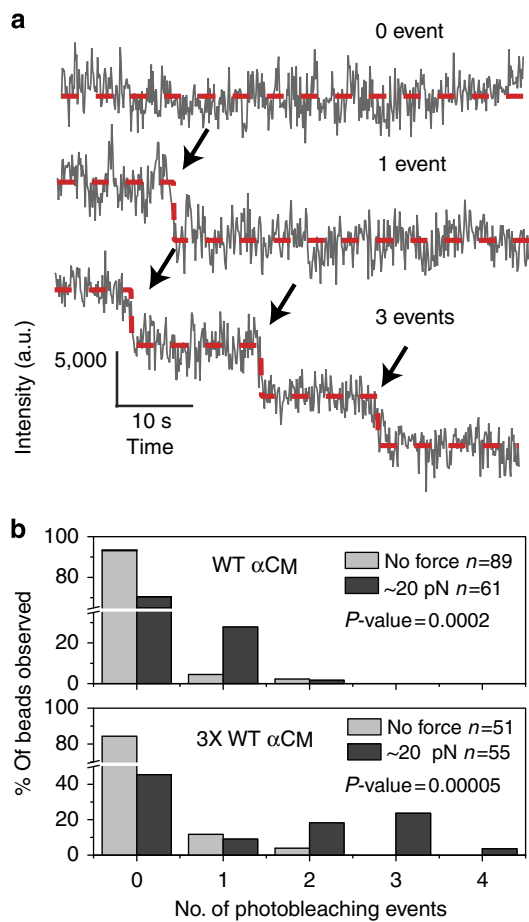 a
0 event
1 event
3 events
Intensity (a.u.)
5,000
10 s
Time
b
% Of beads observed
100
80
20
0
WT αCM
No force n=89
~20 pN n=61
P-value=0.0002
100
80
40
20
0
3X WT αCM
No force n=51
~20 pN n=55
P-value=0.00005
0 1 2 3 4
No. of photobleaching events